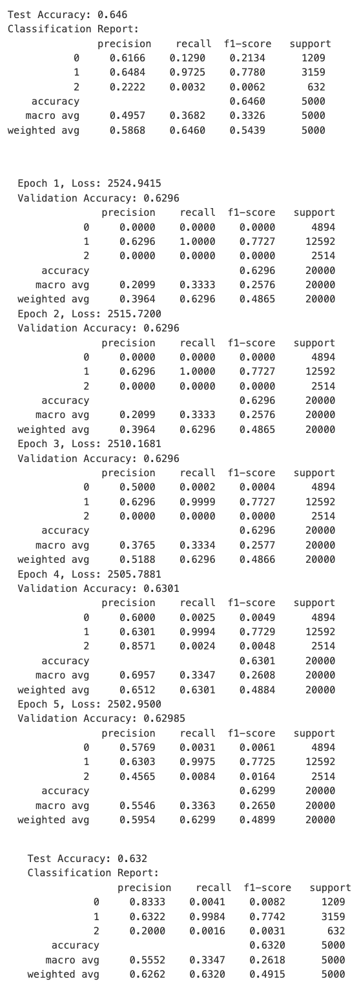 Test Accuracy: 0.646
Classification Report:
precision recall f1-score support
0 0.6166 0.1290 0.2134 1209
1 0.6484 0.9725 0.7780 3159
2 0.2222 0.0032 0.0062 632
accuracy 0.6460 5000
macro avg 0.4957 0.3682 0.3326 5000
weighted avg 0.5868 0.6460 0.5439 5000
Epoch 1, Loss: 2524.9415
Validation Accuracy: 0.6296
precision recall f1-score support
0 0.0000 0.0000 0.0000 4894
1 0.6296 1.0000 0.7727 12592
2 0.0000 0.0000 0.0000 2514
accuracy 0.6296 20000
macro avg 0.2099 0.3333 0.2576 20000
weighted avg 0.3964 0.6296 0.4865 20000
Epoch 2, Loss: 2515.7200
Validation Accuracy: 0.6296
precision recall f1-score support
0 0.0000 0.0000 0.0000 4894
1 0.6296 1.0000 0.7727 12592
2 0.0000 0.0000 0.0000 2514
accuracy 0.6296 20000
macro avg 0.2099 0.3333 0.2576 20000
weighted avg 0.3964 0.6296 0.4865 20000
Epoch 3, Loss: 2510.1681
Validation Accuracy: 0.6296
precision recall f1-score support
0 0.5000 0.0002 0.0004 4894
1 0.6296 0.9999 0.7727 12592
2 0.0000 0.0000 0.0000 2514
accuracy 0.6296 20000
macro avg 0.3765 0.3334 0.2577 20000
weighted avg 0.5188 0.6296 0.4866 20000
Epoch 4, Loss: 2505.7881
Validation Accuracy: 0.6301
precision recall f1-score support
0 0.6000 0.0025 0.0049 4894
1 0.6301 0.9994 0.7729 12592
2 0.8571 0.0024 0.0048 2514
accuracy 0.6301 20000
macro avg 0.6957 0.3347 0.2608 20000
weighted avg 0.6512 0.6301 0.4884 20000
Epoch 5, Loss: 2502.9500
Validation Accuracy: 0.62985
precision recall f1-score support
0 0.5769 0.0031 0.0061 4894
1 0.6303 0.9975 0.7725 12592
2 0.4565 0.0084 0.0164 2514
accuracy 0.6299 20000
macro avg 0.5546 0.3363 0.2650 20000
weighted avg 0.5954 0.6299 0.4899 20000
Test Accuracy: 0.632
Classification Report:
precision recall f1-score support
0 0.8333 0.0041 0.0082 1209
1 0.6322 0.9984 0.7742 3159
2 0.2000 0.0016 0.0031 632
accuracy 0.6320 5000
macro avg 0.5552 0.3347 0.2618 5000
weighted avg 0.6262 0.6320 0.4915 5000